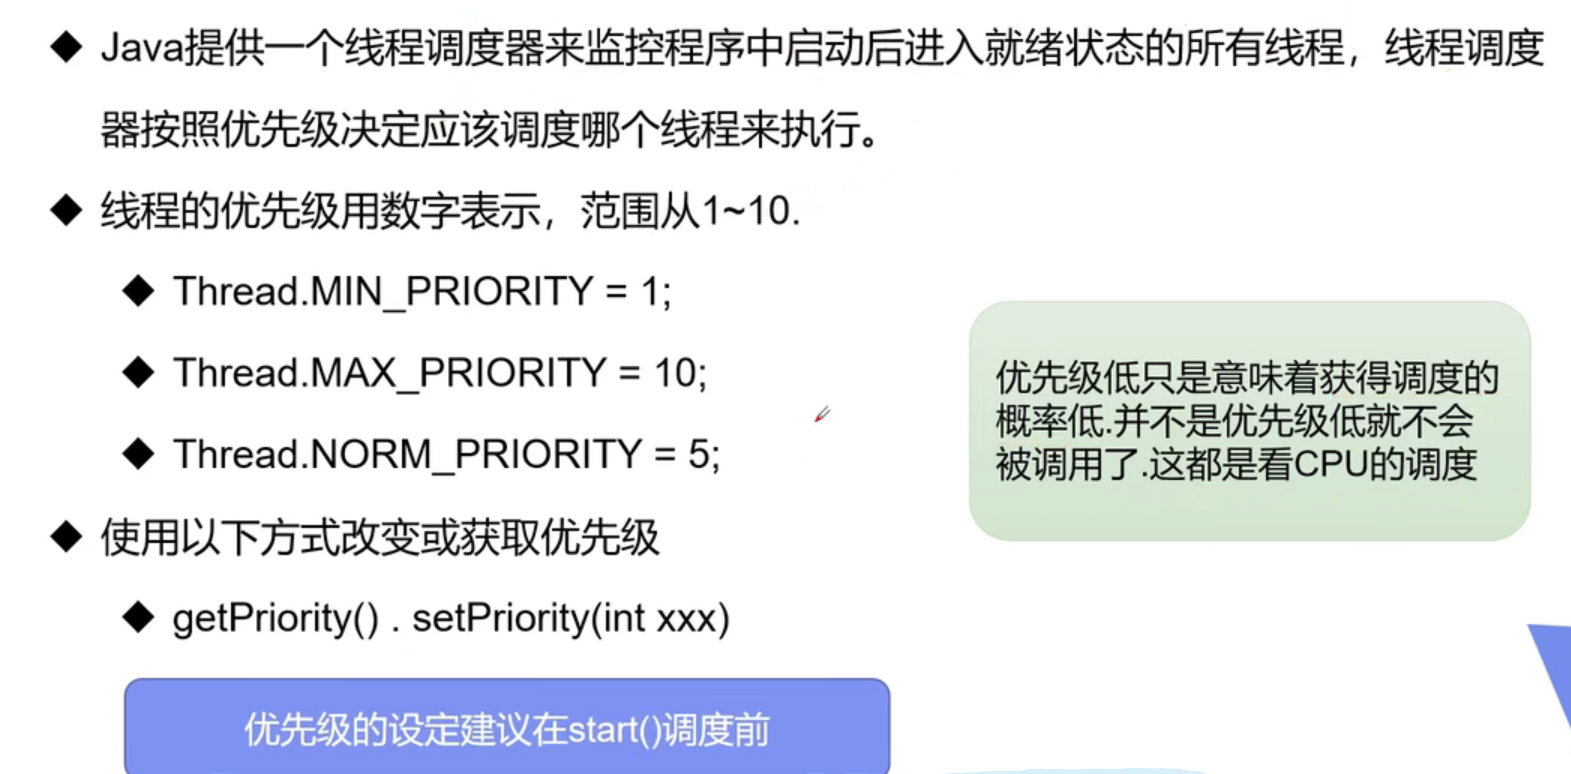 Java提供一个线程调度器来监控程序中启动后进入就绪状态的所有线程，线程调度
器按照优先级决定应该调度哪个线程来执行。
线程的优先级用数字表示，范围从1~10.
Thread.MIN_PRIORITY = 1;
Thread.MAX_PRIORITY = 10;
Thread.NORM_PRIORITY = 5;
优先级低只是意味着获得调度的
概率低.并不是优先级低就不会
被调用了.这都是看CPU的调度
使用以下方式改变或获取优先级
getPriority() . setPriority(int xxx)
优先级的设定建议在start()调度前